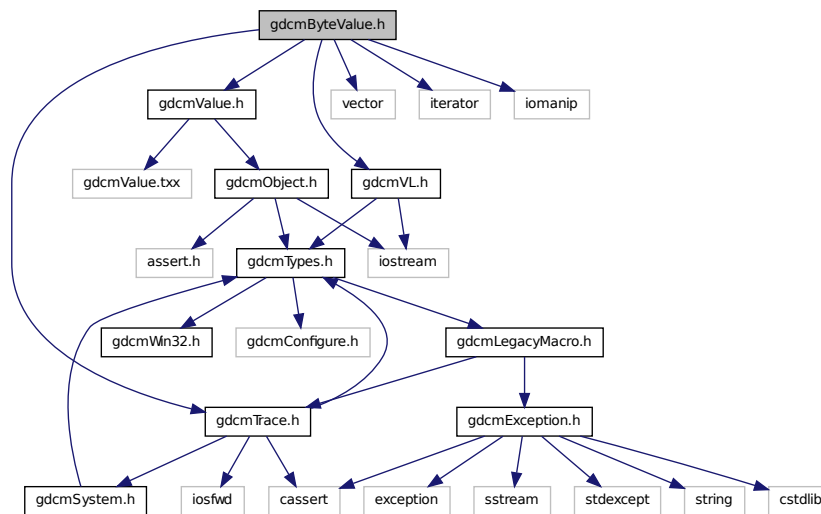 gdcmByteValue.h
gdcmValue.h
vector
iterator
iomanip
gdcmValue.txx
gdcmObject.h
gdcmVL.h
assert.h
gdcmTypes.h
iostream
gdcmWin32.h
gdcmConfigure.h
gdcmLegacyMacro.h
gdcmTrace.h
gdcmException.h
gdcmSystem.h
iosfwd
cassert
exception
sstream
stdexcept
string
cstdlib